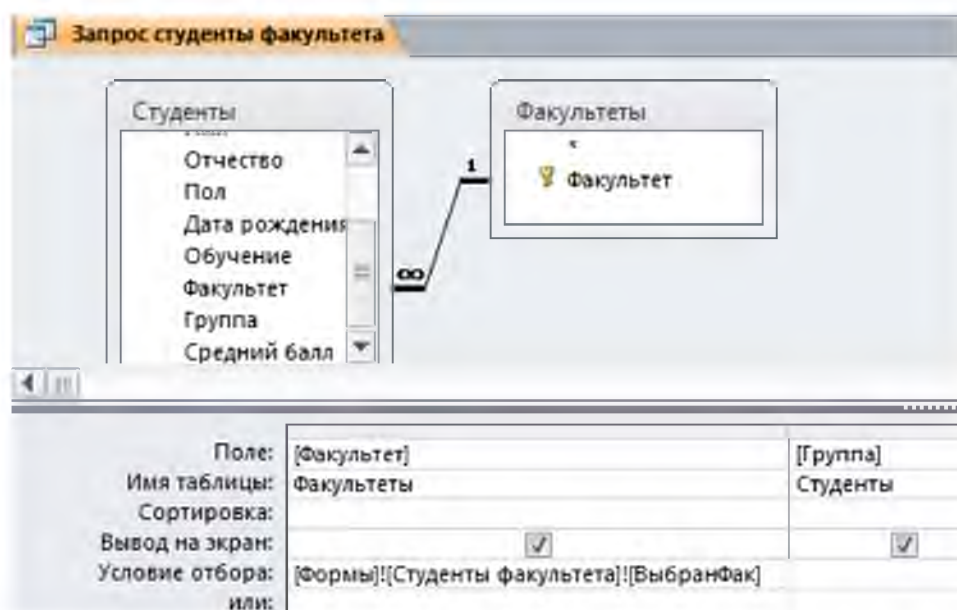 Запрос студенты факультета
Студенты
Отчество
Пол
Дата рождения
Обучение
Факультет
Группа
Средний балл
1
∞
Факультеты
*
Факультет
Поле: [Факультет] [Группа]
Имя таблицы: Факультеты Студенты
Сортировка:
Вывод на экран:
Условие отбора: [Формы]![Студенты факультета]![ВыбранФак]
или: